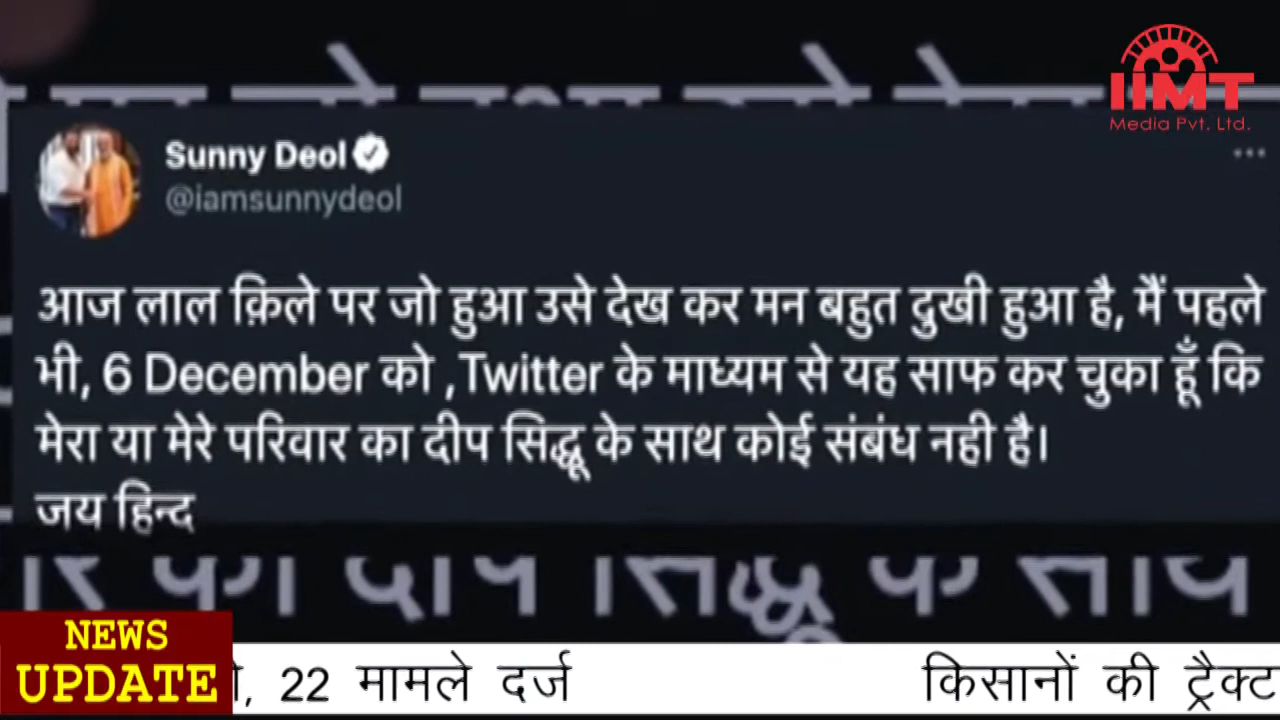 IIMT
Media Pvt. Ltd.
Sunny Deol
@iamsunnydeol
आज लाल क़िले पर जो हुआ उसे देख कर मन बहुत दुखी हुआ है, मैं पहले
भी, 6 December को ,Twitter के माध्यम से यह साफ कर चुका हूँ कि
मेरा या मेरे परिवार का दीप सिद्धू के साथ कोई संबंध नही है।
जय हिन्द
का दीप सिद्धू के साथ
NEWS
UPDATE
, 22 मामले दर्ज किसानों की ट्रैक्ट